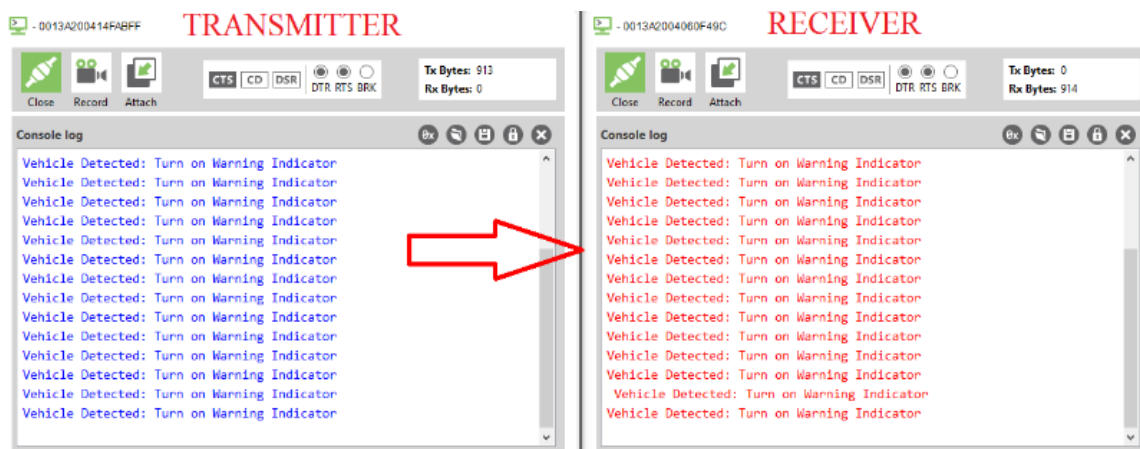 - 0013A200414FABFF TRANSMITTER
CTS CD DSR DTR RTS BRK
Tx Bytes: 913
Rx Bytes: 0
Close Record Attach
Console log
0x
Vehicle Detected: Turn on Warning Indicator
Vehicle Detected: Turn on Warning Indicator
Vehicle Detected: Turn on Warning Indicator
Vehicle Detected: Turn on Warning Indicator
Vehicle Detected: Turn on Warning Indicator
Vehicle Detected: Turn on Warning Indicator
Vehicle Detected: Turn on Warning Indicator
Vehicle Detected: Turn on Warning Indicator
Vehicle Detected: Turn on Warning Indicator
Vehicle Detected: Turn on Warning Indicator
Vehicle Detected: Turn on Warning Indicator
Vehicle Detected: Turn on Warning Indicator
Vehicle Detected: Turn on Warning Indicator
Vehicle Detected: Turn on Warning Indicator
- 0013A2004060F49C RECEIVER
CTS CD DSR DTR RTS BRK
Tx Bytes: 0
Rx Bytes: 914
Close Record Attach
Console log
0x
Vehicle Detected: Turn on Warning Indicator
Vehicle Detected: Turn on Warning Indicator
Vehicle Detected: Turn on Warning Indicator
Vehicle Detected: Turn on Warning Indicator
Vehicle Detected: Turn on Warning Indicator
Vehicle Detected: Turn on Warning Indicator
Vehicle Detected: Turn on Warning Indicator
Vehicle Detected: Turn on Warning Indicator
Vehicle Detected: Turn on Warning Indicator
Vehicle Detected: Turn on Warning Indicator
Vehicle Detected: Turn on Warning Indicator
Vehicle Detected: Turn on Warning Indicator
Vehicle Detected: Turn on Warning Indicator
Vehicle Detected: Turn on Warning Indicator